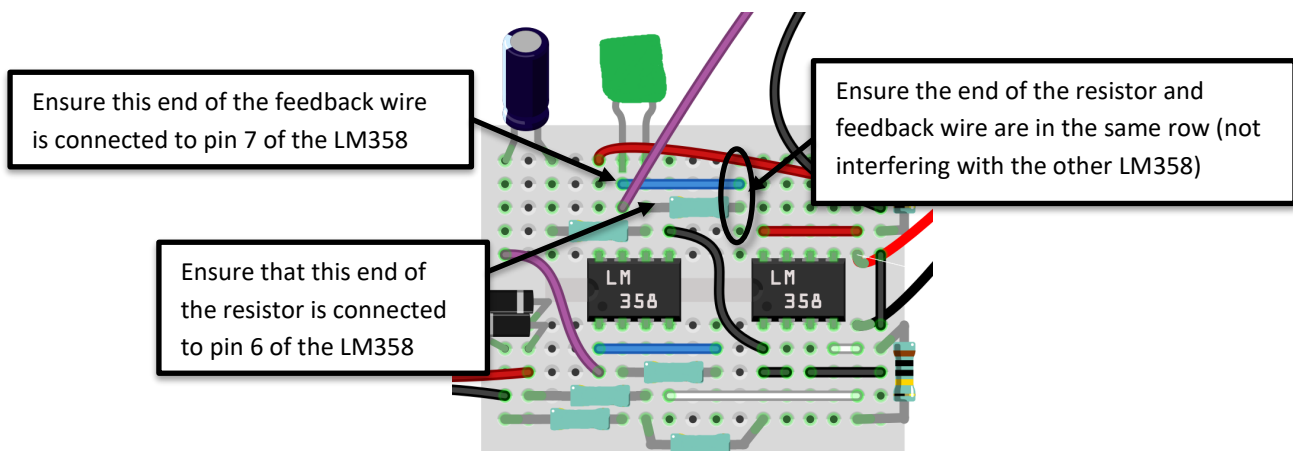 Ensure this end of the feedback wire
is connected to pin 7 of the LM358
Ensure the end of the resistor and
feedback wire are in the same row (not
interfering with the other LM358)
Ensure that this end of
the resistor is connected
to pin 6 of the LM358
LM
358
LM
358